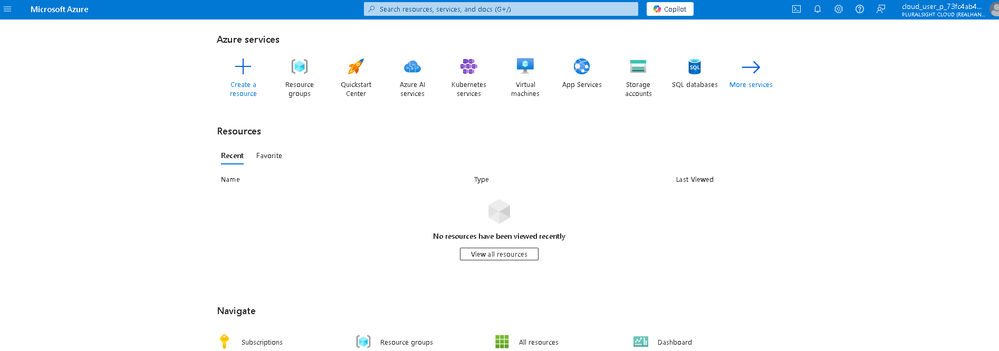 Microsoft Azure
Search resources, services, and docs (G+/)
Copilot
cloud_user_p_73fc4ab4...
PLURALSIGHT CLOUD (REALHAN...
Azure services
Create a
resource
Resource
groups
Quickstart
Center
Azure AI
services
Kubernetes
services
Virtual
machines
App Services
Storage
accounts
SQL
SQL databases
More services
Resources
Recent
Favorite
Name
Type
Last Viewed
No resources have been viewed recently
View all resources
Navigate
Subscriptions
Resource groups
All resources
Dashboard